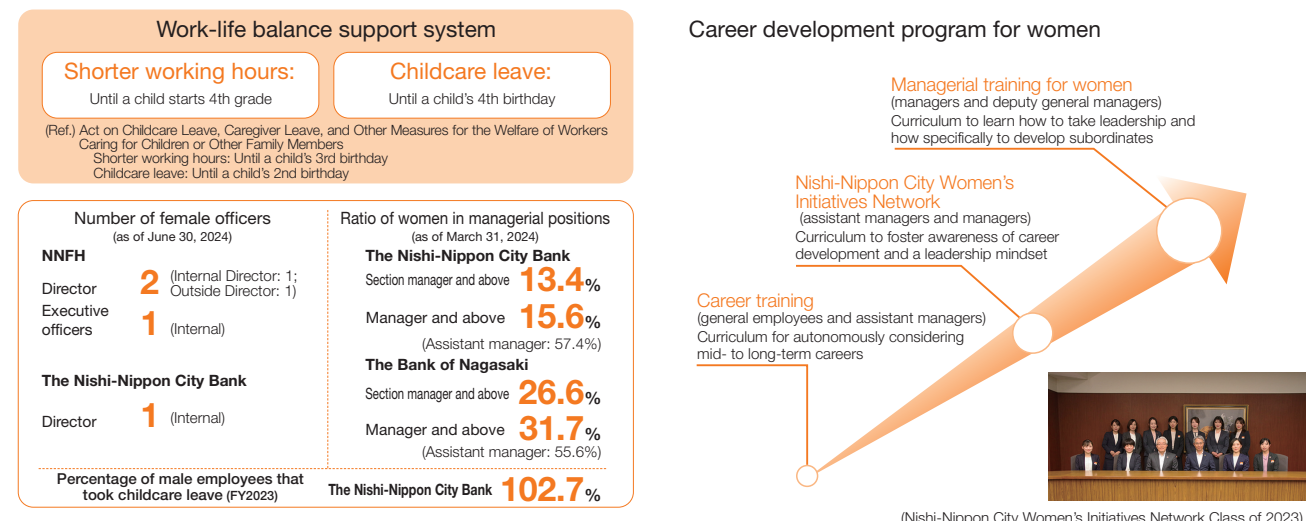 Work-life balance support system
Shorter working hours:
Until a child starts 4th grade
Childcare leave:
Until a child's 4th birthday
(Ref.) Act on Childcare Leave, Caregiver Leave, and Other Measures for the Welfare of Workers
Caring for Children or Other Family Members
Shorter working hours: Until a child's 3rd birthday
Childcare leave: Until a child's 2nd birthday
Number of female officers
(as of June 30, 2024)
NNFH
Director 2 (Internal Director: 1;
Outside Director: 1)
Executive
officers 1 (Internal)
The Nishi-Nippon City Bank
Director 1 (Internal)
Ratio of women in managerial positions
(as of March 31, 2024)
The Nishi-Nippon City Bank
Section manager and above 13.4%
Manager and above 15.6%
(Assistant manager: 57.4%)
The Bank of Nagasaki
Section manager and above 26.6%
Manager and above 31.7%
(Assistant manager: 55.6%)
Percentage of male employees that
took childcare leave (FY2023)
The Nishi-Nippon City Bank 102.7%
Career development program for women
Managerial training for women
(managers and deputy general managers)
Curriculum to learn how to take leadership and
how specifically to develop subordinates
Nishi-Nippon City Women's
Initiatives Network
(assistant managers and managers)
Curriculum to foster awareness of career
development and a leadership mindset
Career training
(general employees and assistant managers)
Curriculum for autonomously considering
mid- to long-term careers
(Nishi-Nippon City Women's Initiatives Network Class of 2023)